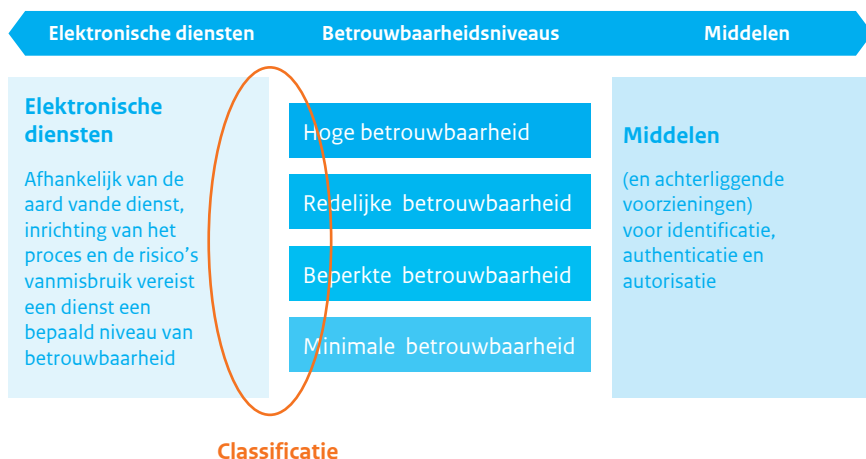 Elektronische diensten
Betrouwbaarheidsniveaus
Middelen
Elektronische
diensten
Afhankelijk van de
aard vande dienst,
inrichting van het
proces en de risico's
vanmisbruik vereist
een dienst een
bepaald niveau van
betrouwbaarheid
Hoge betrouwbaarheid
Redelijke betrouwbaarheid
Beperkte betrouwbaarheid
Minimale betrouwbaarheid
Middelen
(en achterliggende
voorzieningen)
voor identificatie,
authenticatie en
autorisatie
Classificatie